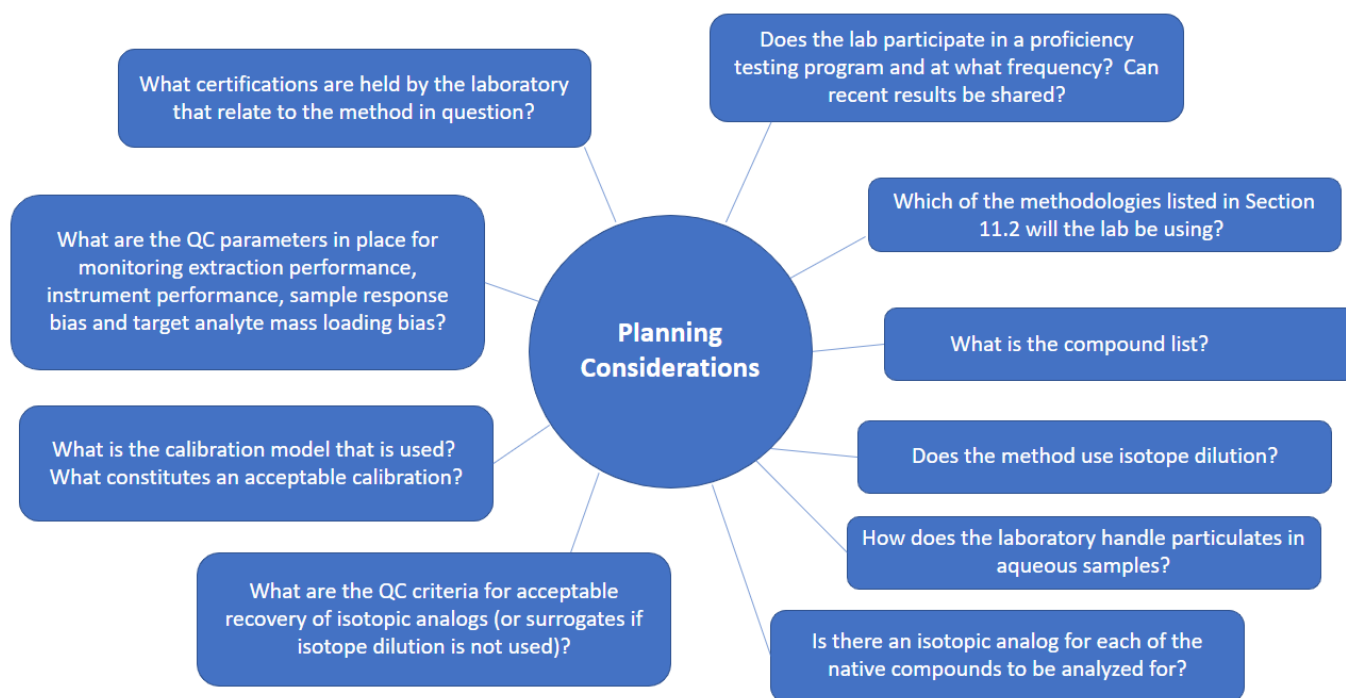 What certifications are held by the laboratory
that relate to the method in question?
Does the lab participate in a proficiency
testing program and at what frequency?  Can
recent results be shared?
What are the QC parameters in place for
monitoring extraction performance,
instrument performance, sample response
bias and target analyte mass loading bias?
Which of the methodologies listed in Section
11.2 will the lab be using?
Planning
Considerations
What is the compound list?
What is the calibration model that is used?
What constitutes an acceptable calibration?
Does the method use isotope dilution?
How does the laboratory handle particulates in
aqueous samples?
What are the QC criteria for acceptable
recovery of isotopic analogs (or surrogates if
isotope dilution is not used)?
Is there an isotopic analog for each of the
native compounds to be analyzed for?